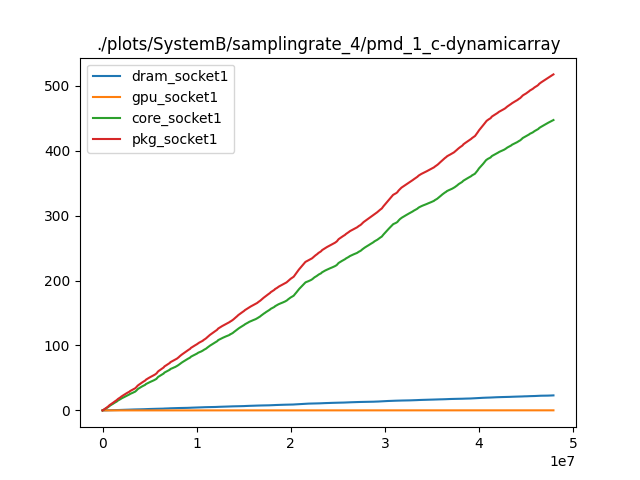 ./plots/SystemB/samplingrate_4/pmd_1_c-dynamicarray
dram_socket1
gpu_socket1
core_socket1
pkg_socket1
500
400
300
200
100
0
0 1 2 3 4 5
1e7